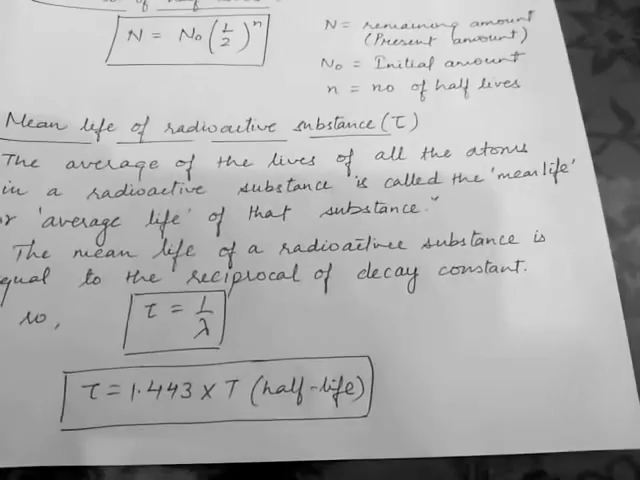 N = N₀(1/2)ⁿ
N = remaining amount
(Present amount)
N₀ = Initial amount
n = no of half lives
Mean life of radioactive substance (τ)
The average of the lives of all the atoms
in a radioactive substance is called the 'mean life'
or 'average life' of that substance."
The mean life of a radioactive substance is
equal to the reciprocal of decay constant.
so,
τ = 1/λ
τ = 1.443 × T (half-life)